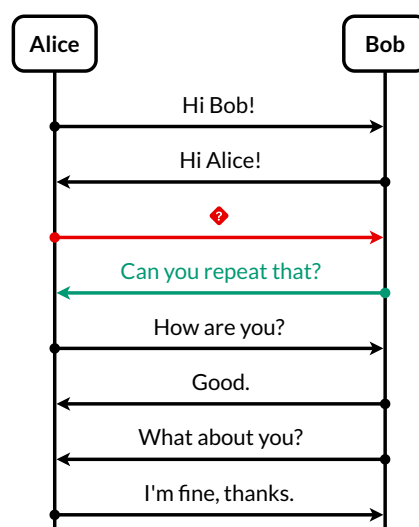 Alice Bob
Hi Bob!
Hi Alice!
?
Can you repeat that?
How are you?
Good.
What about you?
I'm fine, thanks.